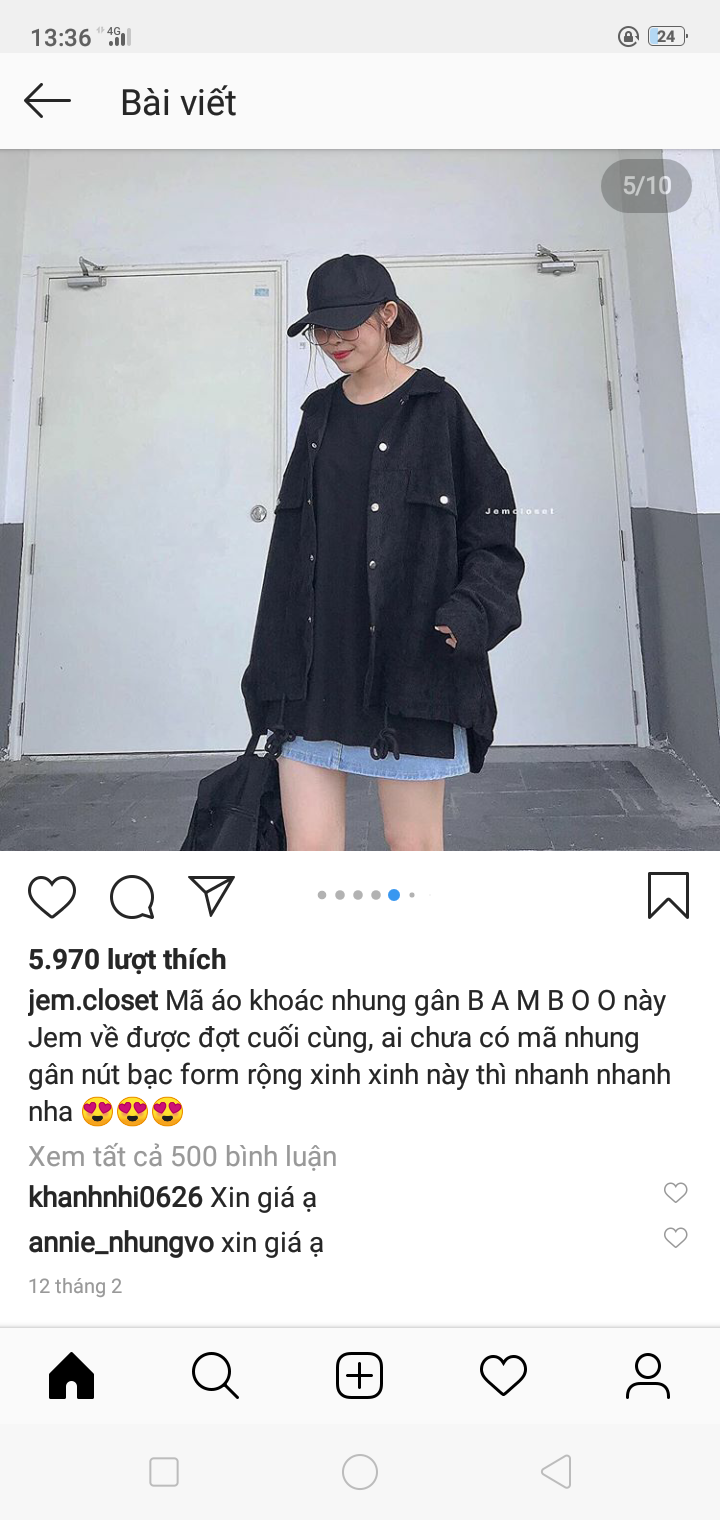 13:36 4G 24
Bài viết
5/10
Jemcloset
5.970 lượt thích
jem.closet Mã áo khoác nhung gân B A M B O O này
Jem về được đợt cuối cùng, ai chưa có mã nhung
gân nút bạc form rộng xinh xinh này thì nhanh nhanh
nha 😍😍😍
Xem tất cả 500 bình luận
khanhnhi0626 Xin giá ạ
annie_nhungvo xin giá ạ
12 tháng 2